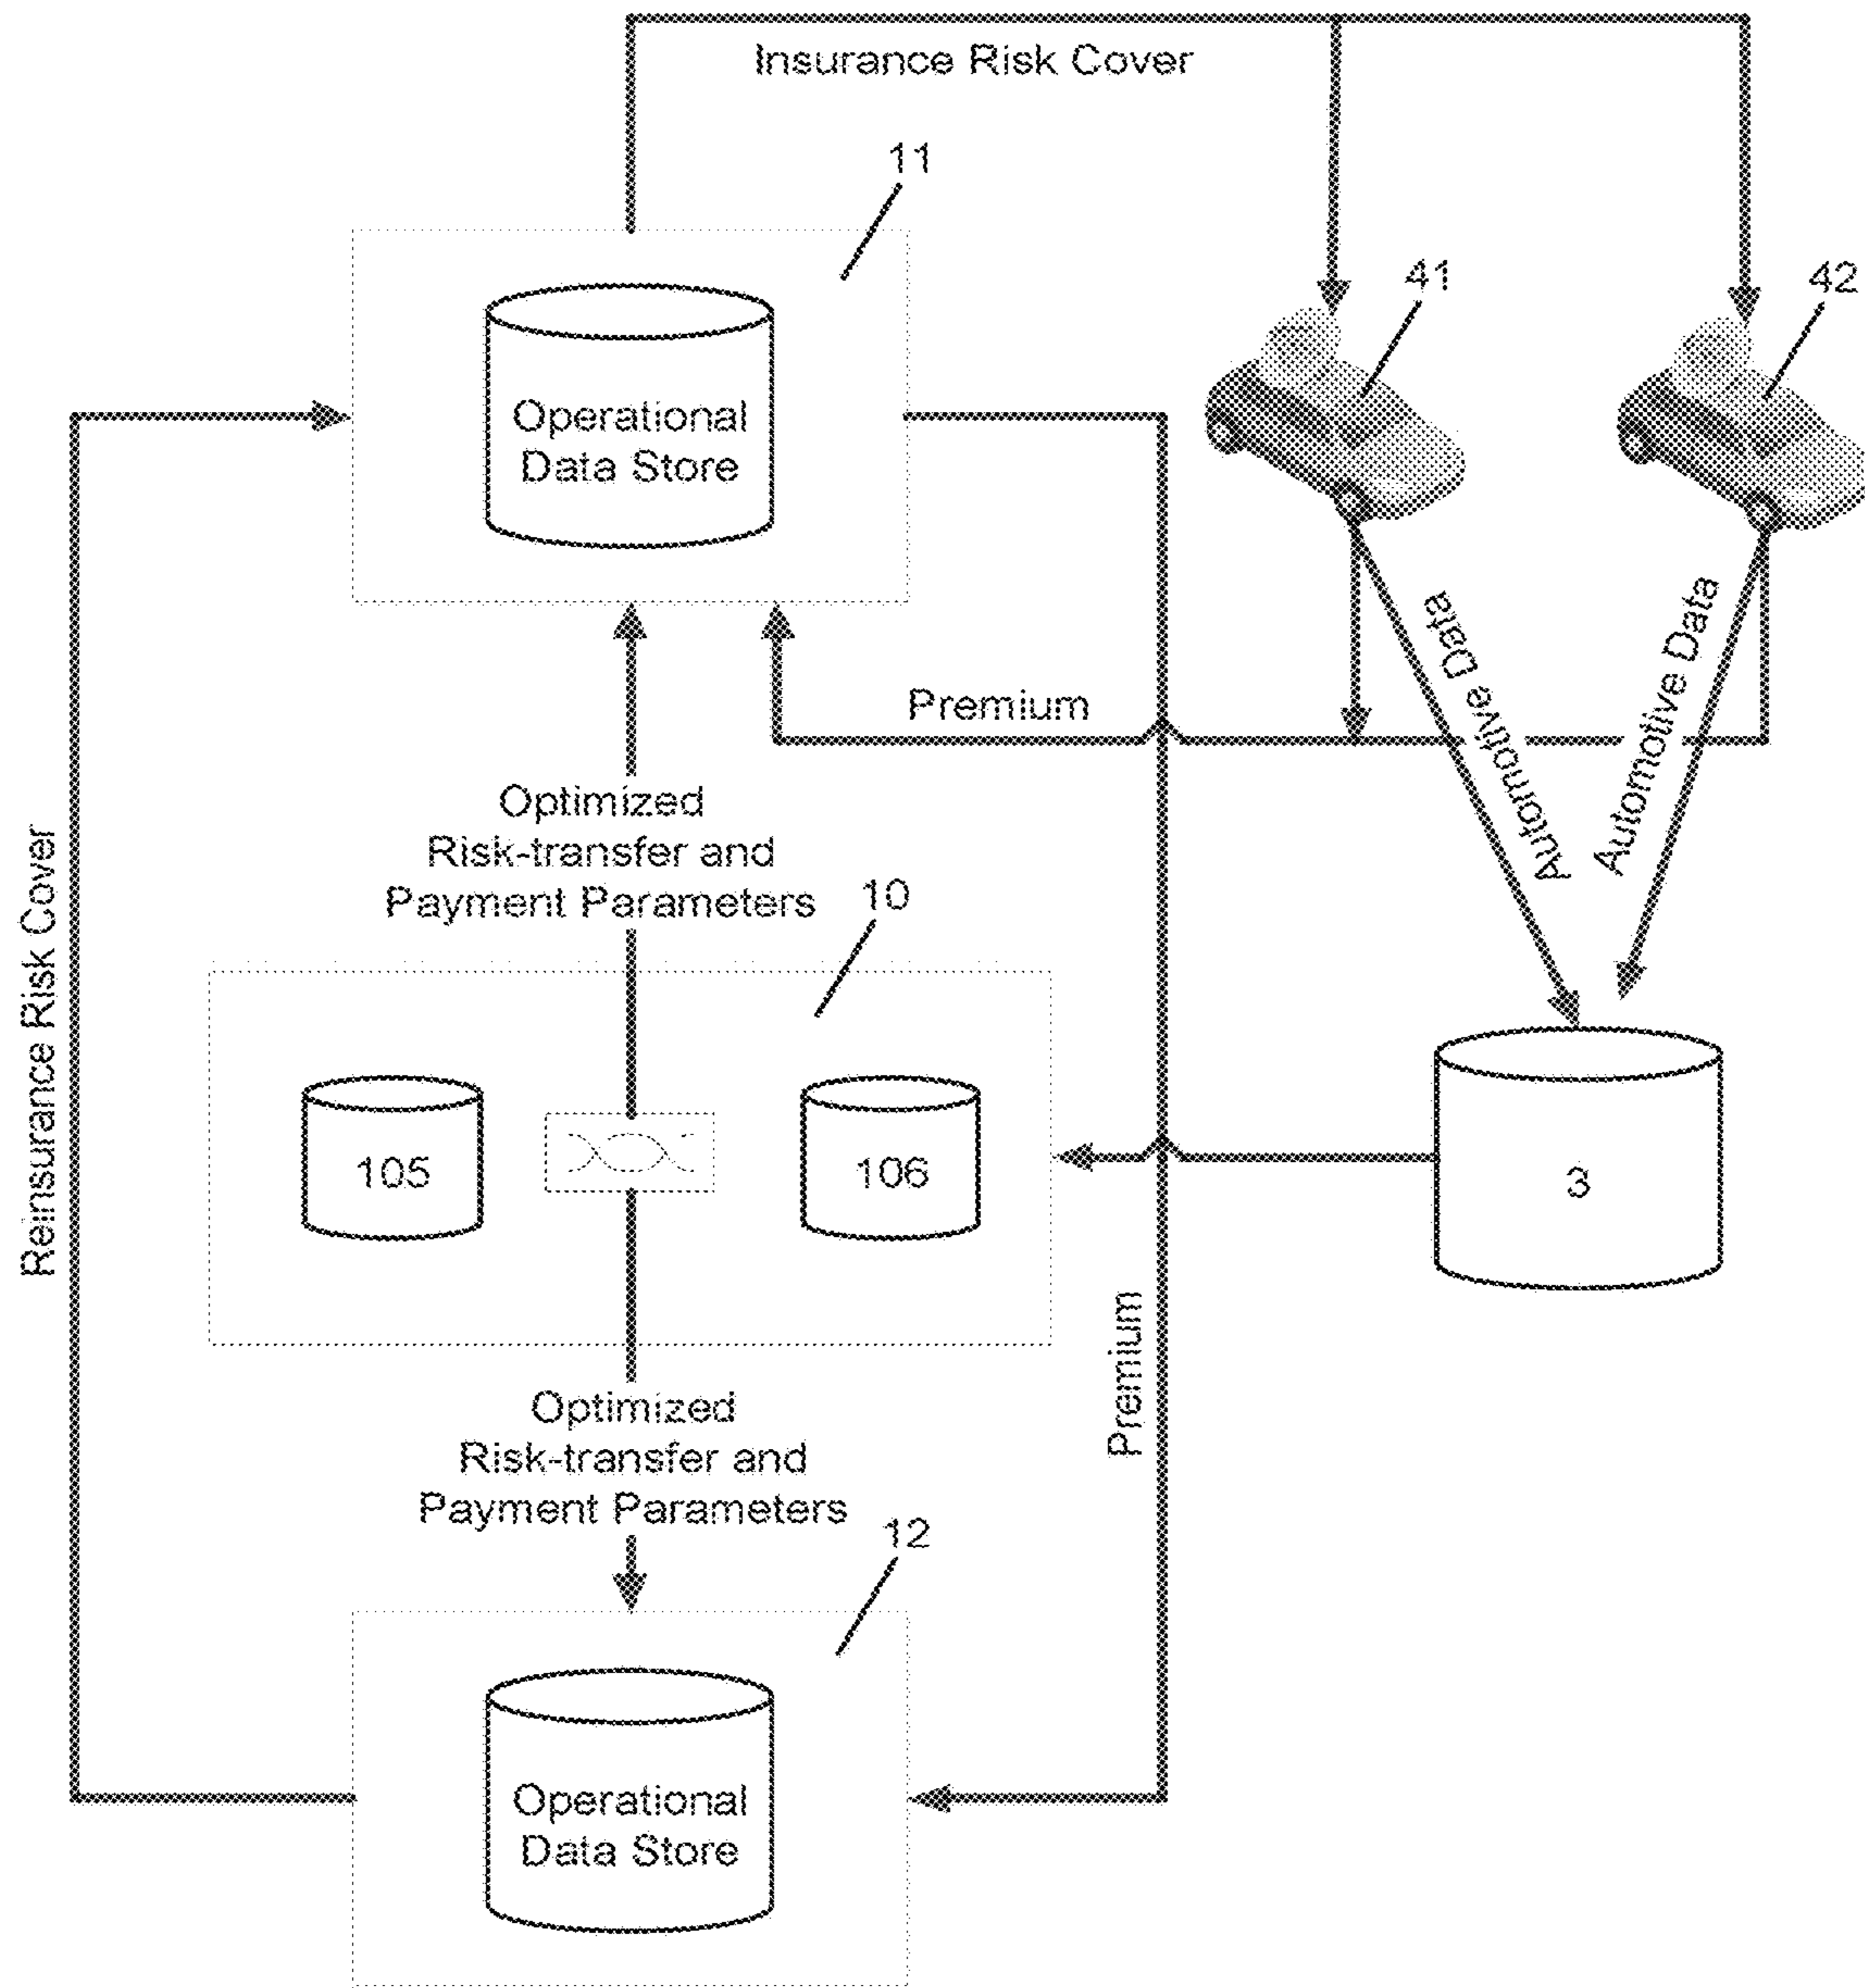 Insurance Risk Cover
11
41
42
Operational
Data Store
Automotive Data
Automotive Data
Premium
Optimized
Risk-transfer and
Payment Parameters
10
Reinsurance Risk Cover
105
106
3
Premium
Optimized
Risk-transfer and
Payment Parameters
12
Operational
Data Store